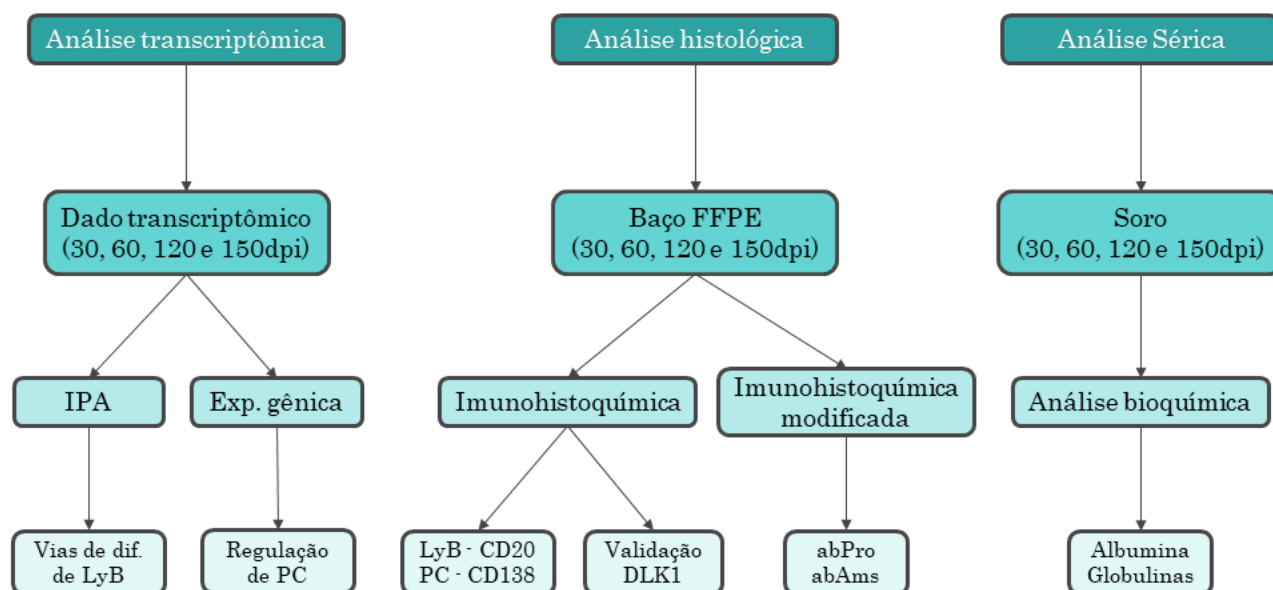 Análise transcriptômica
Análise histológica
Análise Sérica
Dado transcriptômico
(30, 60, 120 e 150dpi)
Baço FFPE
(30, 60, 120 e 150dpi)
Soro
(30, 60, 120 e 150dpi)
IPA
Exp. gênica
Imunohistoquímica
Imunohistoquímica
modificada
Análise bioquímica
Vias de dif.
de LyB
Regulação
de PC
LyB - CD20
PC - CD138
Validação
DLK1
abPro
abAms
Albumina
Globulinas